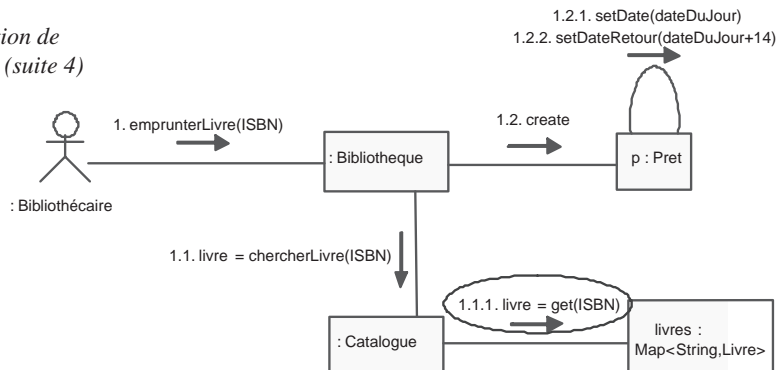 1.2.1. setDate(dateDuJour)
ion de
1.2.2. setDateRetour(dateDuJour+14)
(suite 4)
1. emprunterLivre(ISBN)
1.2. create
: Bibliotheque
p : Pret
: Bibliothécaire
1.1. livre = chercherLivre(ISBN)
1.1.1. livre = get(ISBN)
: Catalogue
livres :
Map<String,Livre>